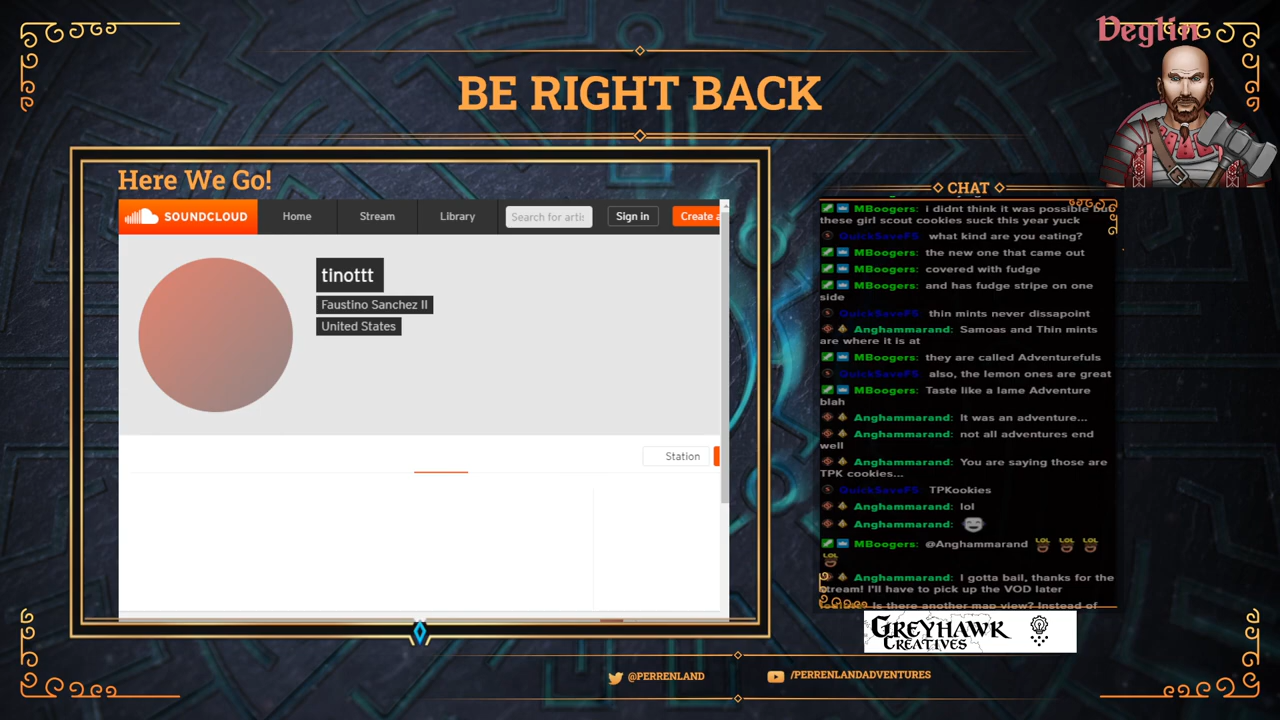 Deglin
BE RIGHT BACK
Here We Go!
SOUNDCLOUD
Home
Stream
Library
Search for artis
Sign in
Create a
tinottt
Faustino Sanchez II
United States
Station
CHAT
MBoogers: i didnt think it was possible but
these girl scout cookies suck this year yuck
QuickSaveFS what kind are you eating?
MBoogers: the new one that came out
MBoogers: covered with fudge
MBoogers: and has fudge stripe on one
side
QuickSaveFS thin mints never dissapoint
Anghammarand: Samoas and Thin mints
are where it is at
MBoogers: they are called Adventurefuls
QuickSaveFS also, the lemon ones are great
MBoogers: Taste like a lame Adventure
blah
Anghammarand: It was an adventure...
Anghammarand: not all adventures end
well
Anghammarand: You are saying those are
TPK cookies...
QuickSaveFS TPKookies
Anghammarand: lol
Anghammarand:
MBoogers: @Anghammarand LOL LOL LOL
LOL
Anghammarand: I gotta bail, thanks for the
stream! I'll have to pick up the VOD later
Is there another map view? Instead of
GREYHAWK
CREATIVES
@PERRENLAND
/PERRENLANDADVENTURES